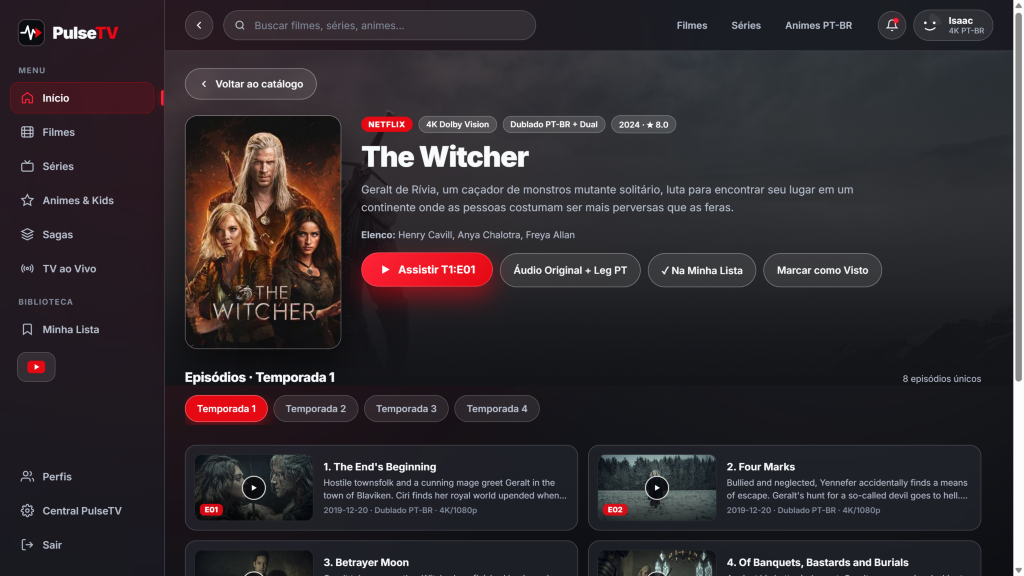 PulseTV
Buscar filmes, séries, animes...
Filmes
Séries
Animes PT-BR
Isaac
4K PT-BR
MENU
Início
Filmes
Séries
Animes & Kids
Sagas
TV ao Vivo
BIBLIOTECA
Minha Lista
Perfis
Central PulseTV
Sair
Voltar ao catálogo
THE
WITCHER
NETFLIX
4K Dolby Vision
Dublado PT-BR + Dual
2024 · ★ 8.0
The Witcher
Geralt de Rívia, um caçador de monstros mutante solitário, luta para encontrar seu lugar em um
continente onde as pessoas costumam ser mais perversas que as feras.
Elenco: Henry Cavill, Anya Chalotra, Freya Allan
Assistir T1:E01
Áudio Original + Leg PT
✓ Na Minha Lista
Marcar como Visto
Episódios · Temporada 1
8 episódios únicos
Temporada 1
Temporada 2
Temporada 3
Temporada 4
E01
1. The End's Beginning
Hostile townsfolk and a cunning mage greet Geralt in the
town of Blaviken. Ciri finds her royal world upended when...
2019-12-20 · Dublado PT-BR · 4K/1080p
E02
2. Four Marks
Bullied and neglected, Yennefer accidentally finds a means
of escape. Geralt's hunt for a so-called devil goes to hell....
2019-12-20 · Dublado PT-BR · 4K/1080p
3. Betrayer Moon
4. Of Banquets, Bastards and Burials